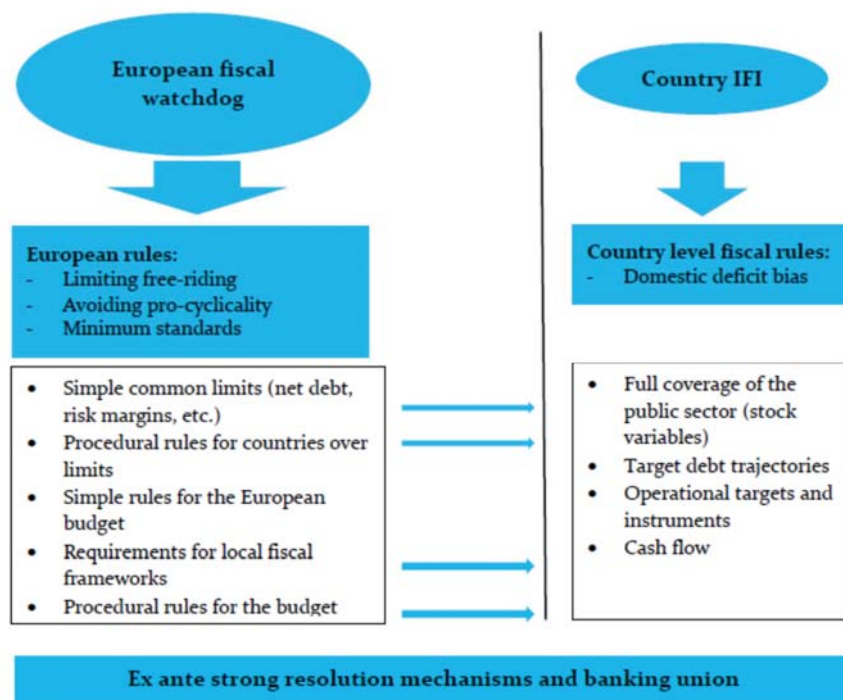 European fiscal
watchdog
Country IFI
European rules:
- Limiting free-riding
- Avoiding pro-cyclicality
- Minimum standards
Country level fiscal rules:
- Domestic deficit bias
• Simple common limits (net debt,
risk margins, etc.)
• Procedural rules for countries over
limits
• Simple rules for the European
budget
• Requirements for local fiscal
frameworks
• Procedural rules for the budget
• Full coverage of the
public sector (stock
variables)
• Target debt trajectories
• Operational targets and
instruments
• Cash flow
Ex ante strong resolution mechanisms and banking union